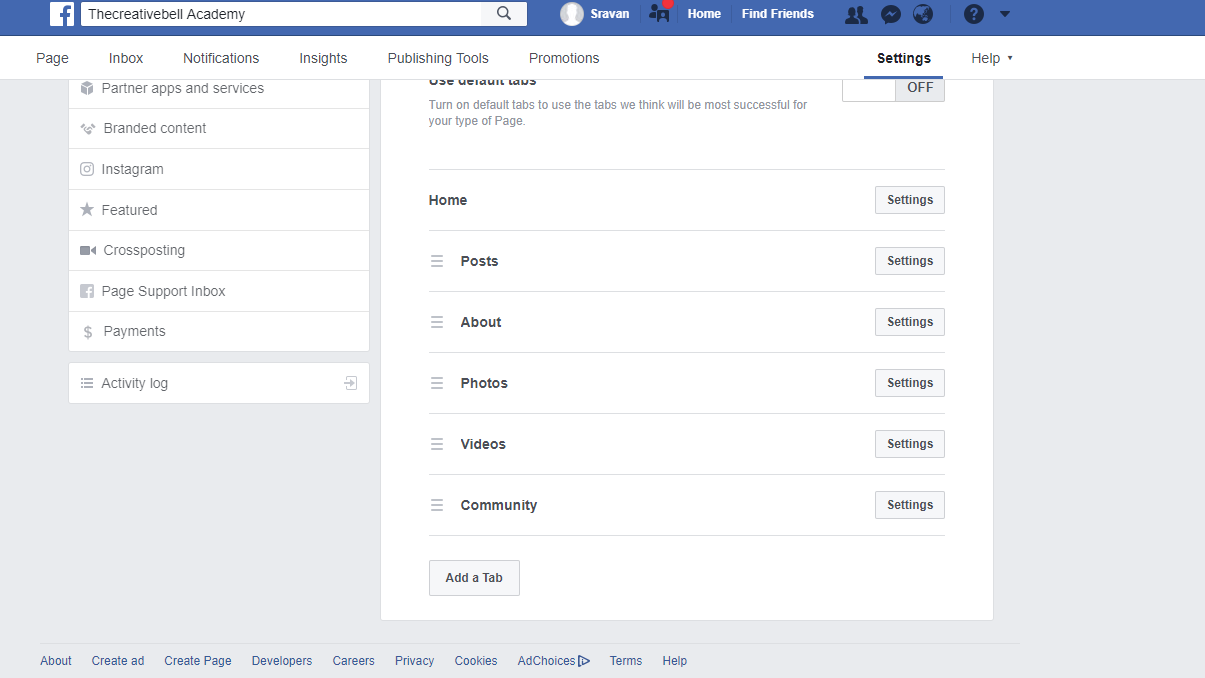 Thecreativebell Academy
Sravan
Home
Find Friends
Page
Inbox
Notifications
Insights
Publishing Tools
Promotions
Settings
Help
Partner apps and services
Branded content
Instagram
Featured
Crossposting
Page Support Inbox
Payments
Activity log
Use default tabs
OFF
Turn on default tabs to use the tabs we think will be most successful for
your type of Page.
Home
Settings
Posts
Settings
About
Settings
Photos
Settings
Videos
Settings
Community
Settings
Add a Tab
About
Create ad
Create Page
Developers
Careers
Privacy
Cookies
AdChoices
Terms
Help